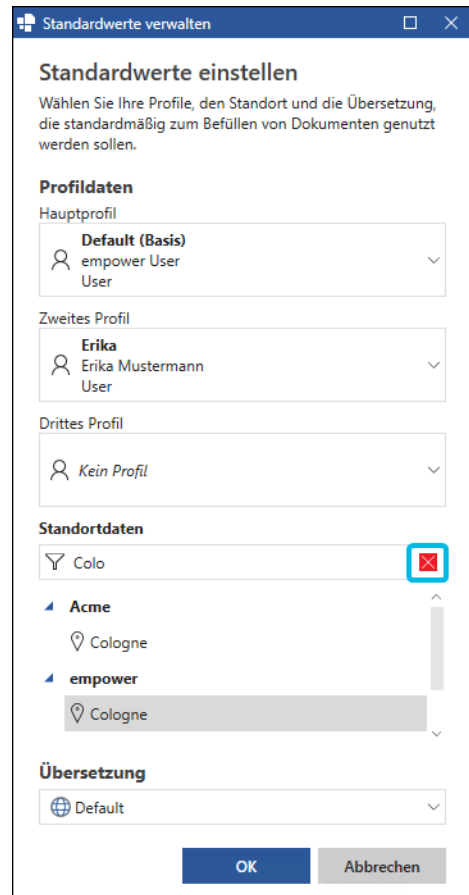 Standardwerte verwalten
Standardwerte einstellen
Wählen Sie Ihre Profile, den Standort und die Übersetzung,
die standardmäßig zum Befüllen von Dokumenten genutzt
werden sollen.
Profildaten
Hauptprofil
Default (Basis)
empower User
User
Zweites Profil
Erika
Erika Mustermann
User
Drittes Profil
Kein Profil
Standortdaten
Colo
Acme
Cologne
empower
Cologne
Übersetzung
Default
OK
Abbrechen